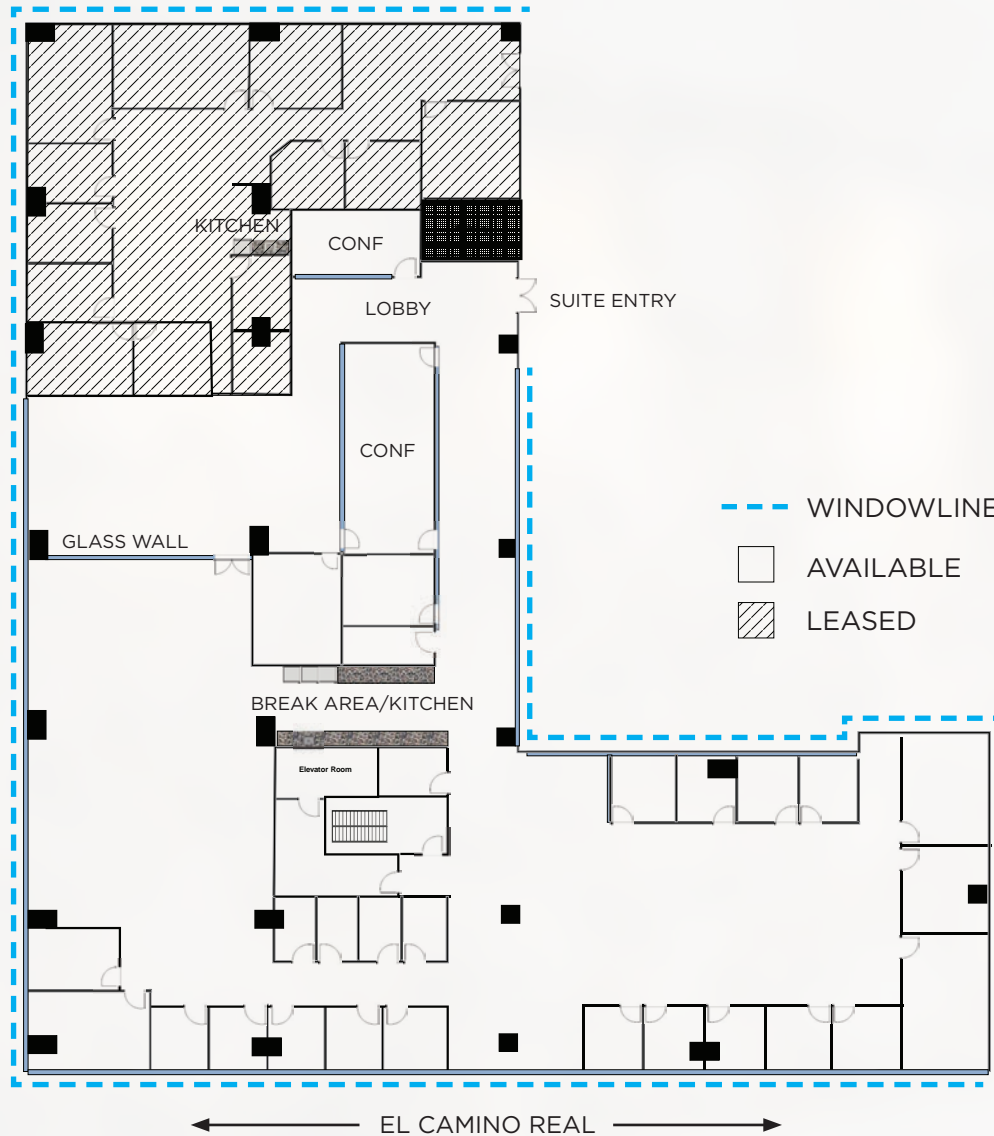 KITCHEN
CONF
LOBBY
SUITE ENTRY
CONF
WINDOWLINE
GLASS WALL
AVAILABLE
LEASED
BREAK AREA/KITCHEN
Elevator Room
EL CAMINO REAL